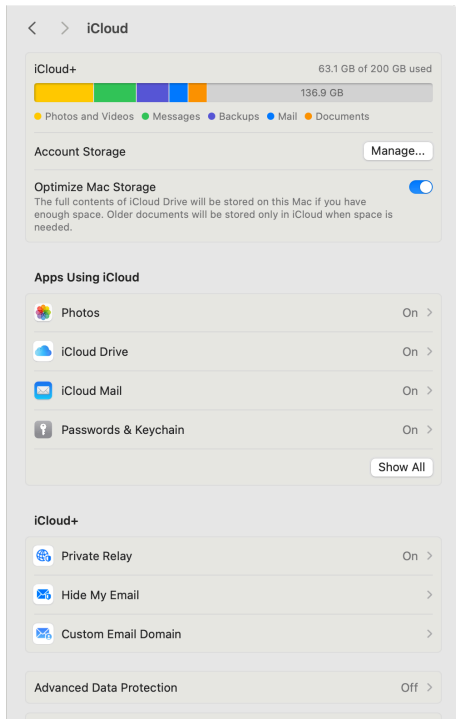 iCloud
iCloud+ 63.1 GB of 200 GB used
136.9 GB
Photos and Videos Messages Backups Mail Documents
Account Storage Manage...
Optimize Mac Storage
The full contents of iCloud Drive will be stored on this Mac if you have
enough space. Older documents will be stored only in iCloud when space is
needed.
Apps Using iCloud
Photos On
iCloud Drive On
iCloud Mail On
Passwords & Keychain On
Show All
iCloud+
Private Relay On
Hide My Email
Custom Email Domain
Advanced Data Protection Off